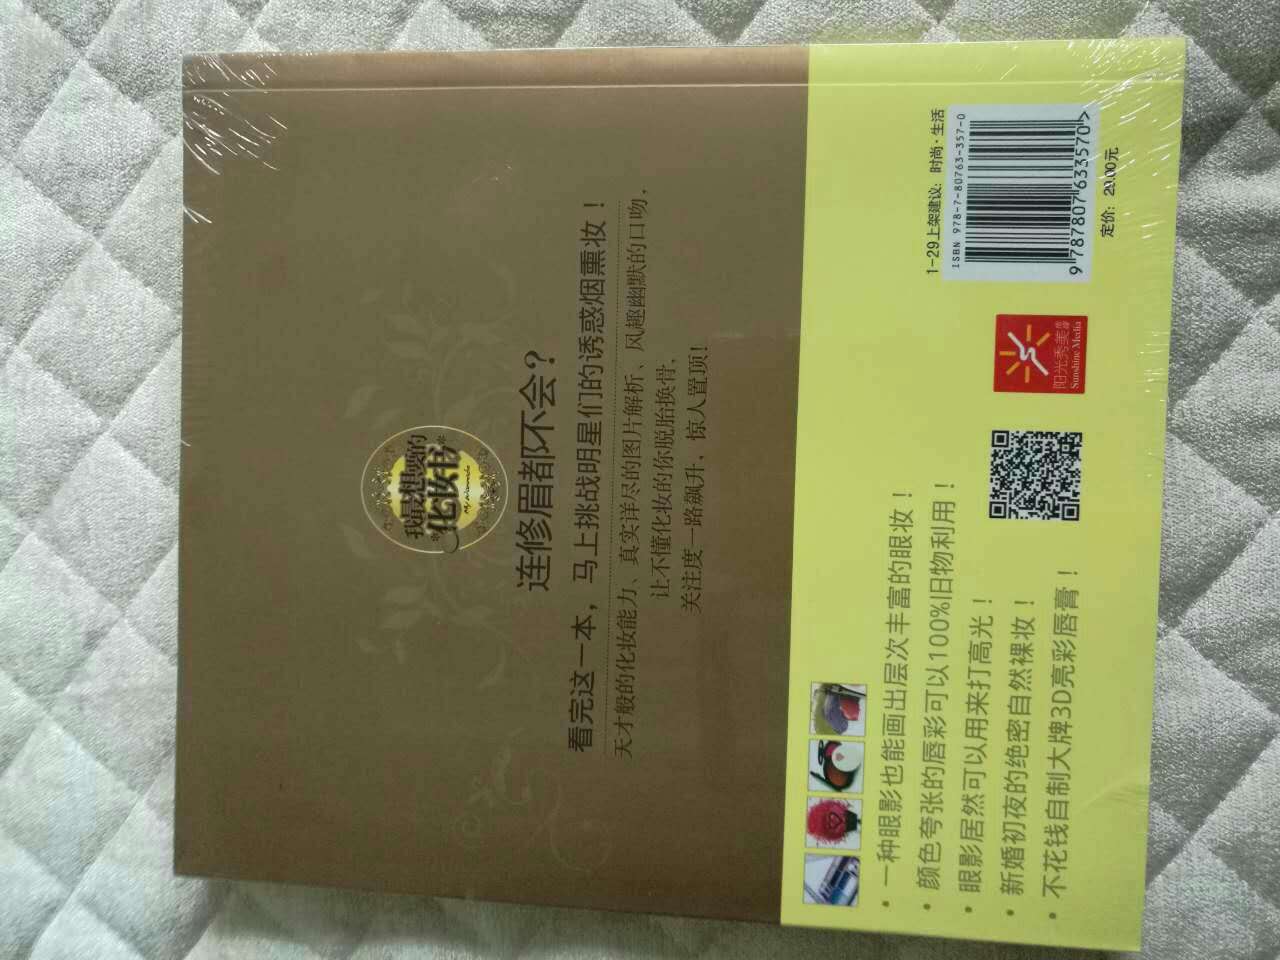 我最想要的
化妆书
连修眉都不会？
看完这一本，马上挑战明星们的诱惑烟熏妆！
天才般的化妆能力、真实详尽的图片解析、风趣幽默的口吻，
让不懂化妆的你脱胎换骨，
关注度一路飙升，惊人置顶！
• 一种眼影也能画出层次丰富的眼妆！
• 颜色夸张的唇彩可以100%旧物利用！
• 眼影居然可以用来打高光！
• 新婚初夜的绝密自然裸妆！
• 不花钱自制大牌3D亮彩唇膏！
阳光秀美传媒
Sunshine Media
1-29上架建议：时尚·生活
ISBN 978-7-80763-357-0
9 787807 633570>
定价：29.00元